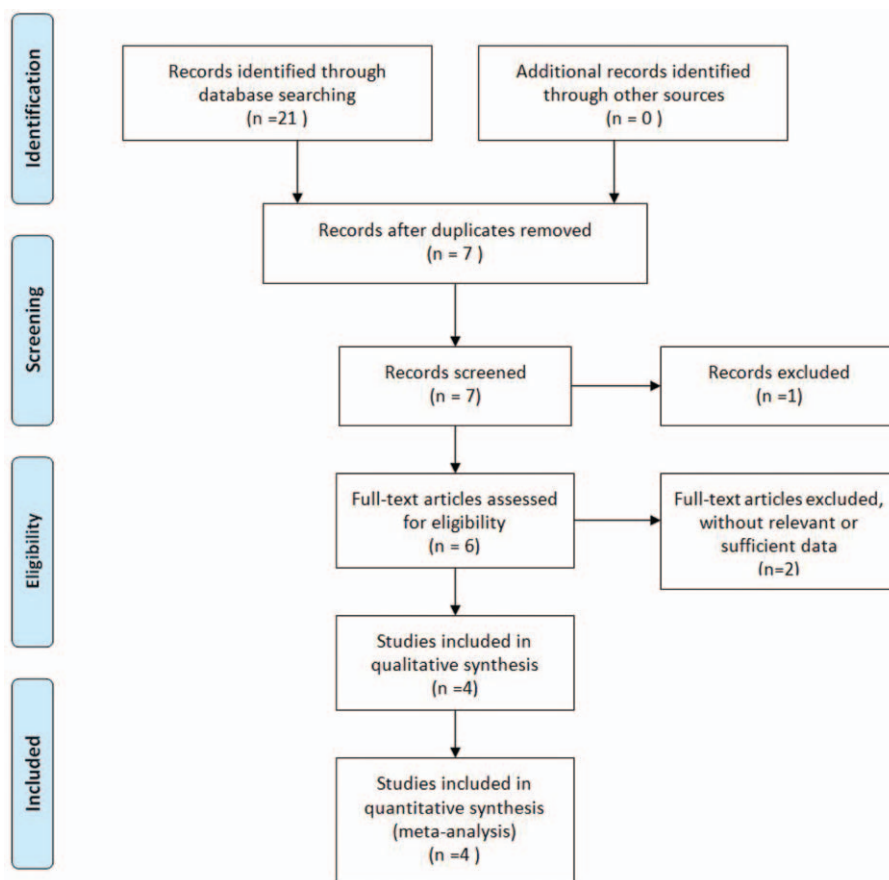 Identification
Records identified through
database searching
(n =21 )
Additional records identified
through other sources
(n = 0 )
Records after duplicates removed
(n = 7 )
Screening
Records screened
(n = 7)
Records excluded
(n =1)
Eligibility
Full-text articles assessed
for eligibility
(n = 6)
Full-text articles excluded,
without relevant or
sufficient data
(n=2)
Studies included in
qualitative synthesis
(n =4)
Included
Studies included in
quantitative synthesis
(meta-analysis)
(n =4 )